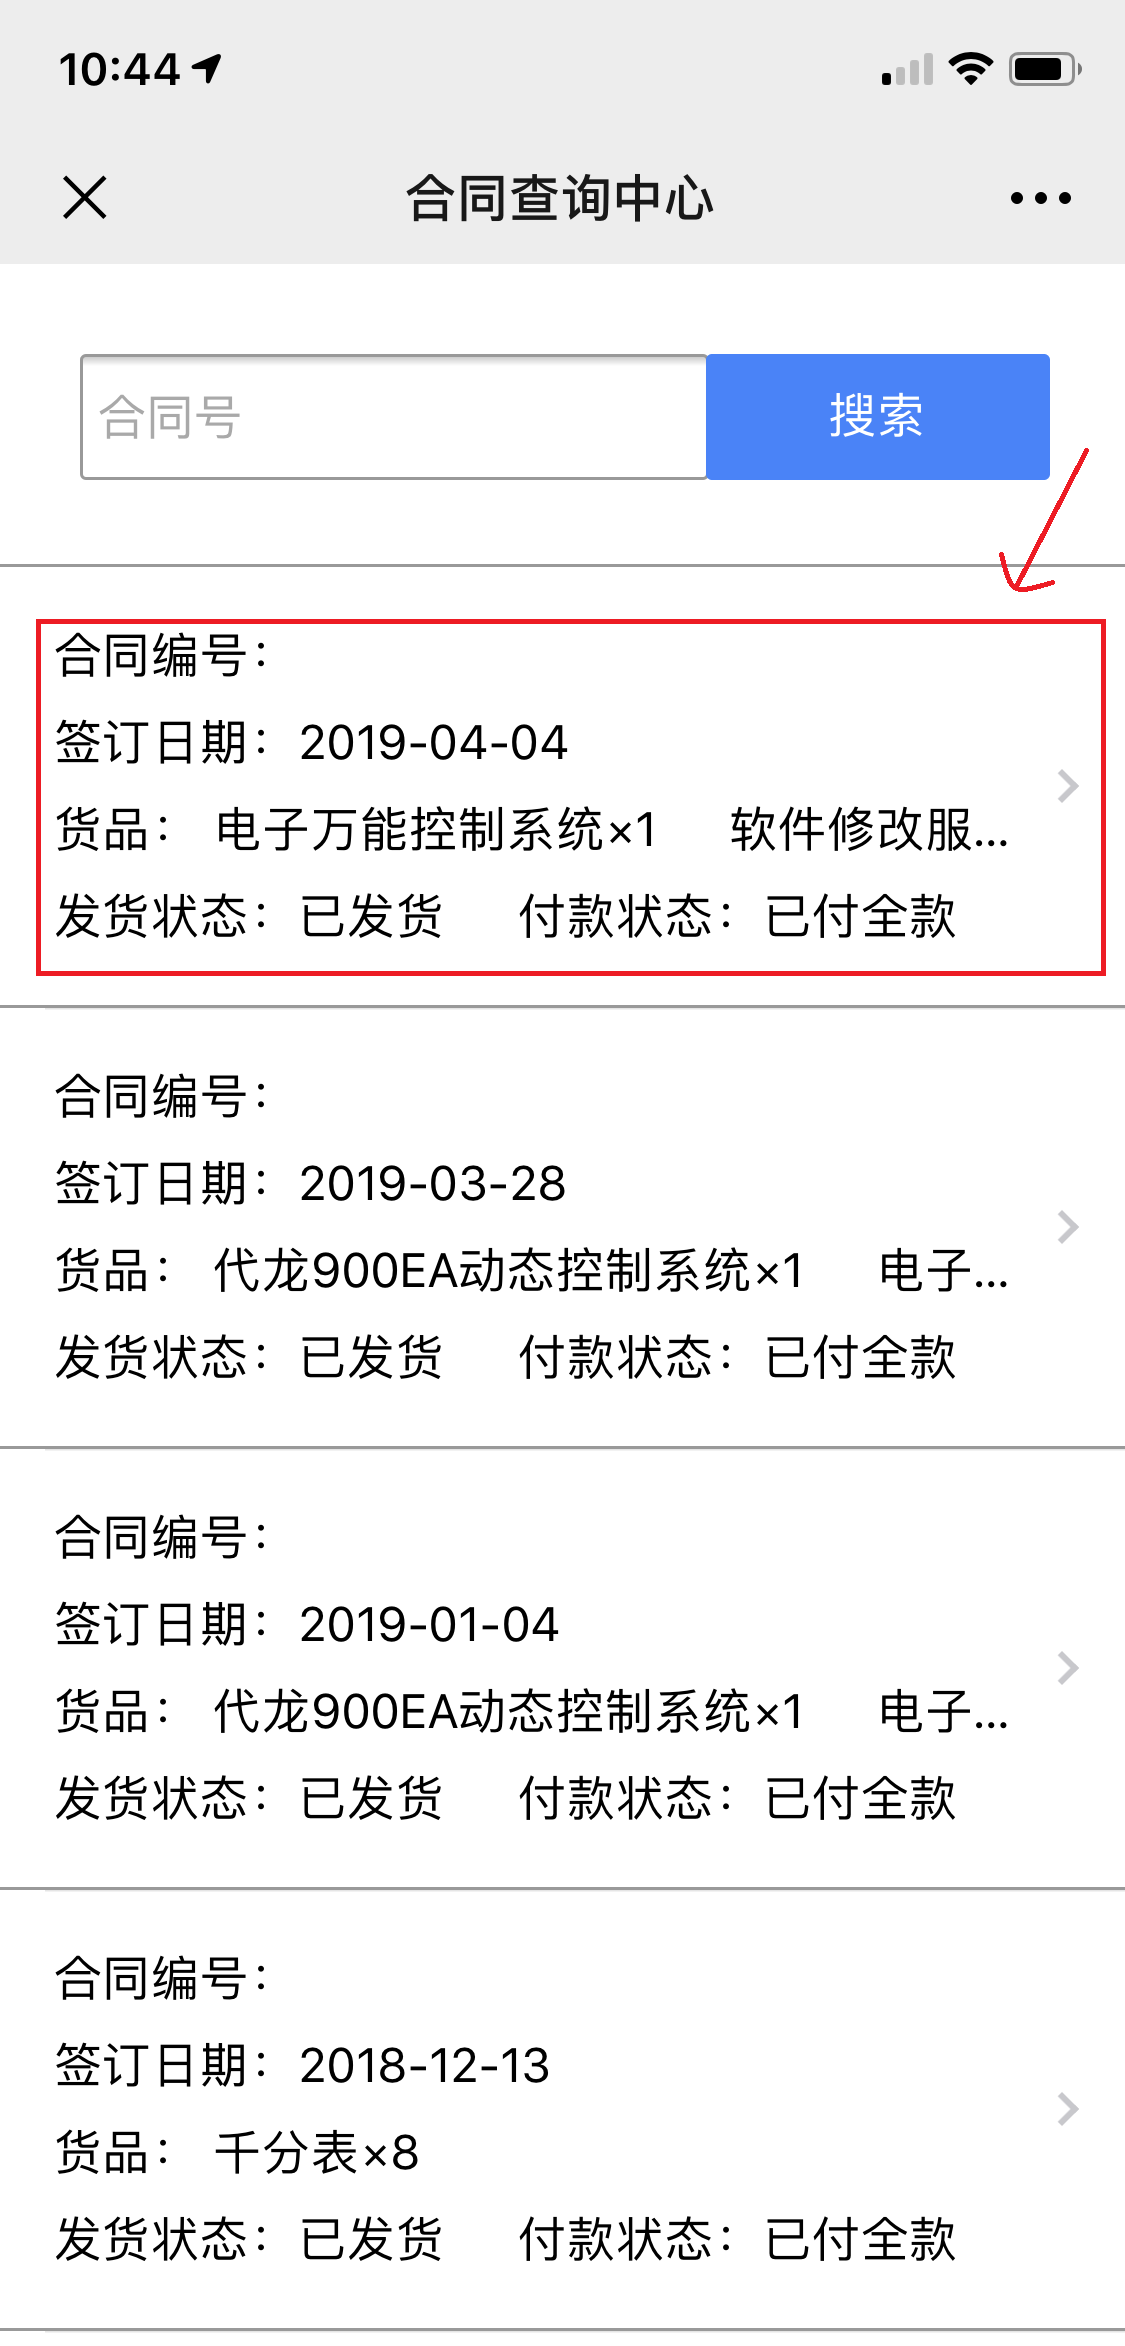 10:44
合同查询中心
合同号
搜索
合同编号：
签订日期：2019-04-04
货品： 电子万能控制系统×1 软件修改服...
发货状态：已发货 付款状态：已付全款
合同编号：
签订日期：2019-03-28
货品： 代龙900EA动态控制系统×1 电子...
发货状态：已发货 付款状态：已付全款
合同编号：
签订日期：2019-01-04
货品： 代龙900EA动态控制系统×1 电子...
发货状态：已发货 付款状态：已付全款
合同编号：
签订日期：2018-12-13
货品： 千分表×8
发货状态：已发货 付款状态：已付全款